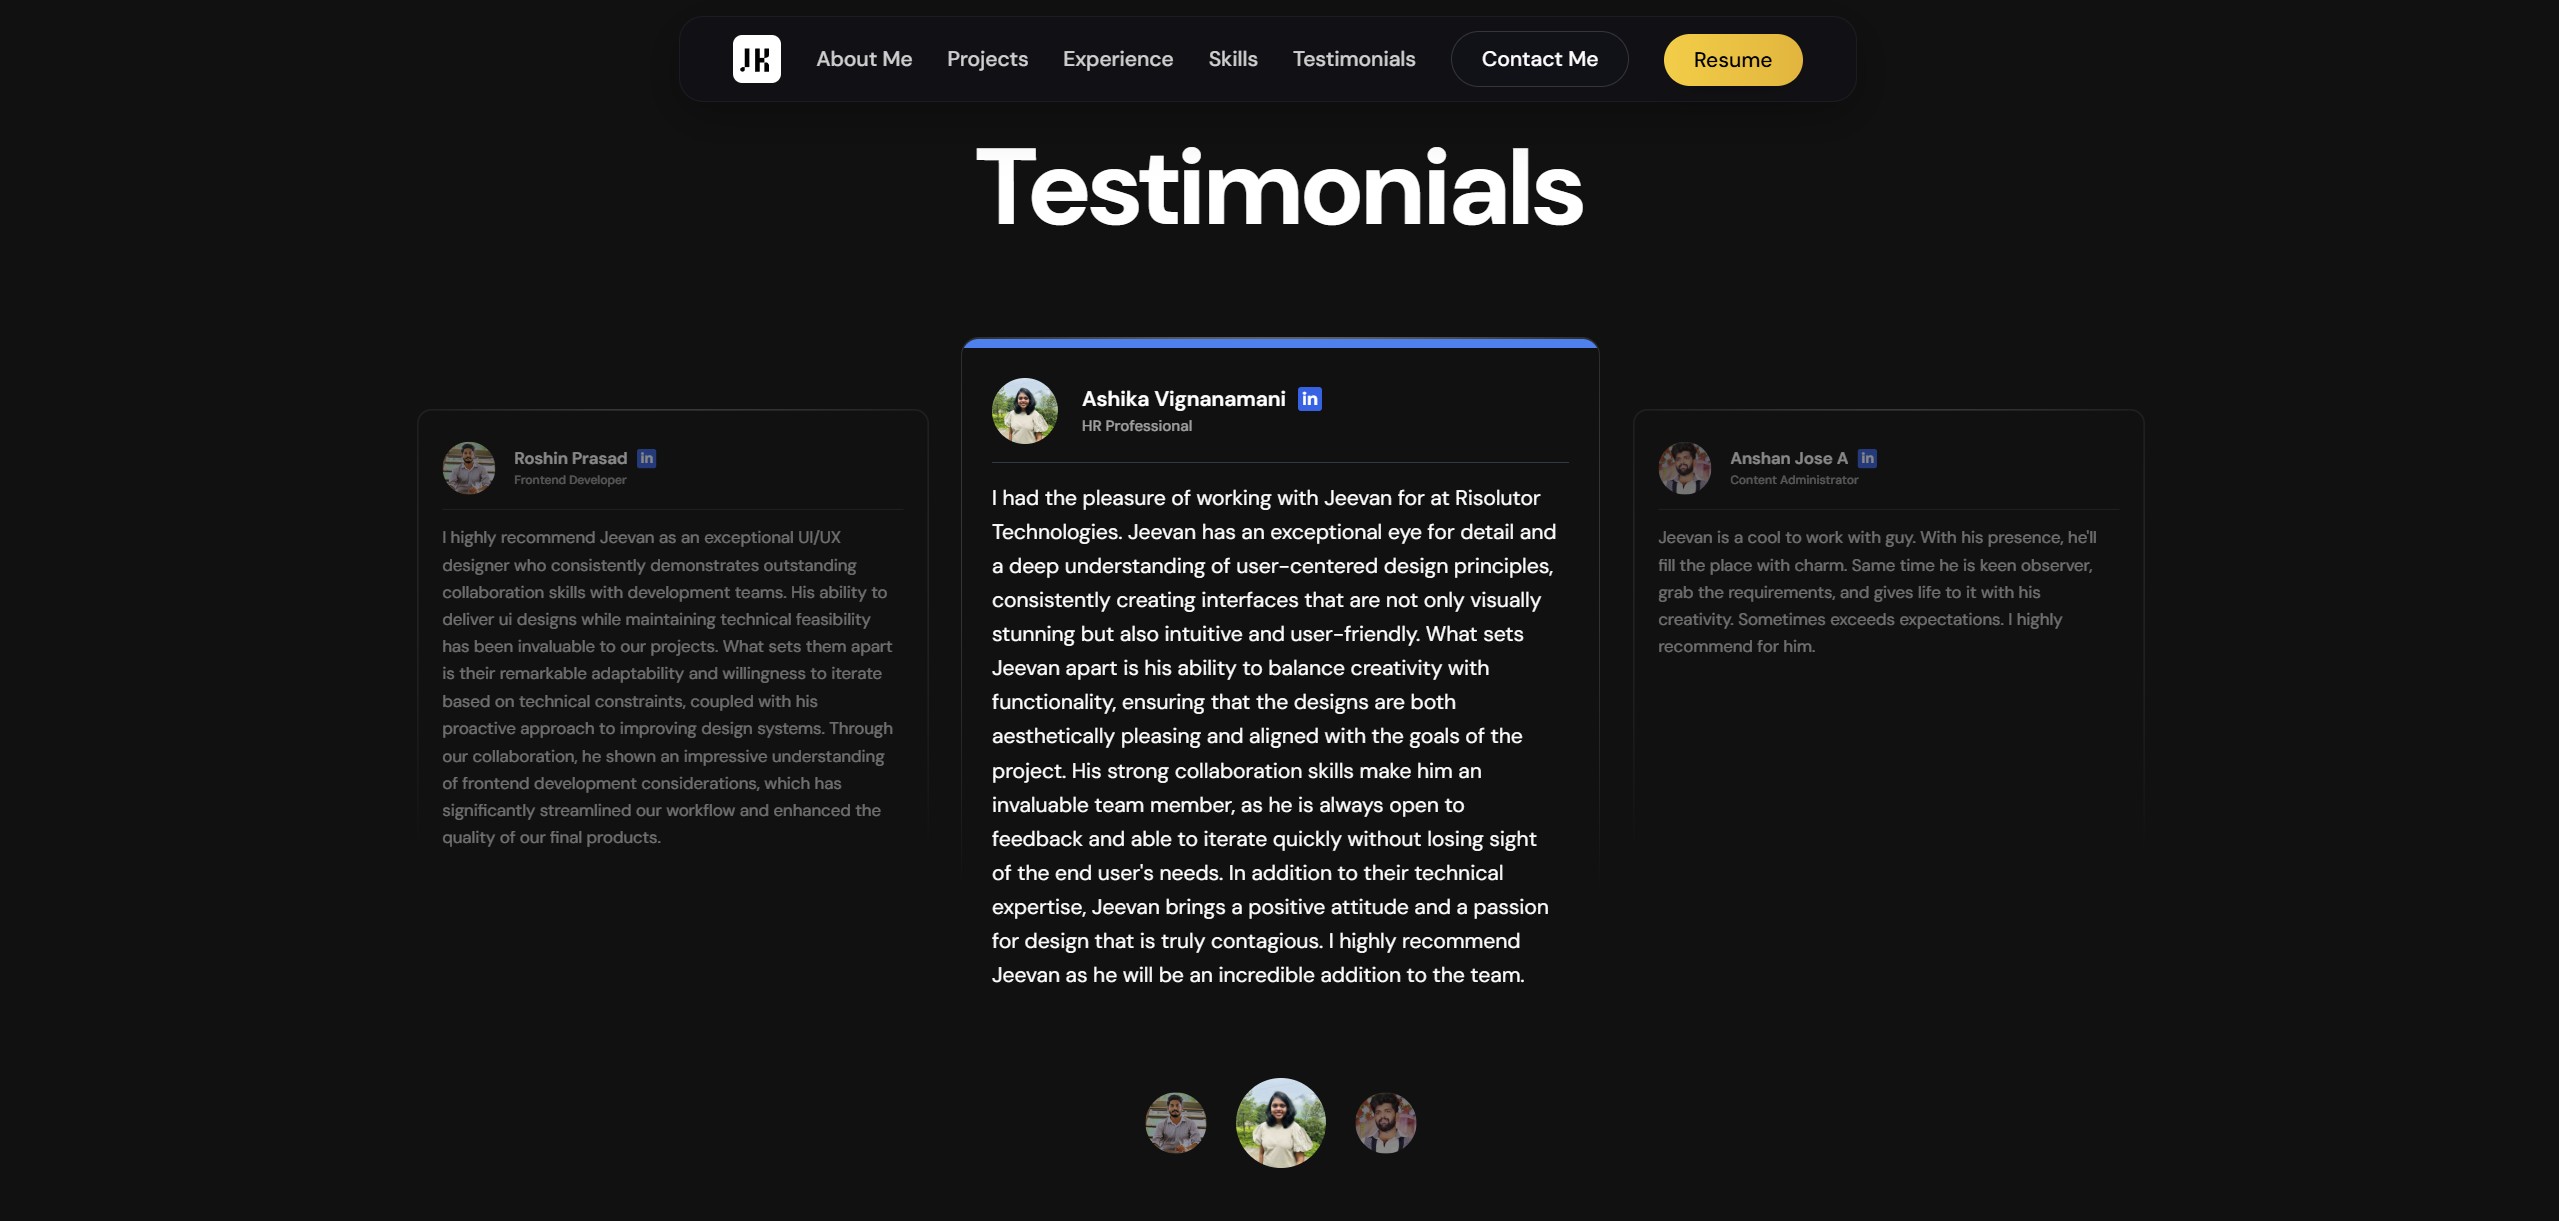 JK
About Me
Projects
Experience
Skills
Testimonials
Contact Me
Resume
Testimonials
Roshin Prasad in
Frontend Developer
I highly recommend Jeevan as an exceptional UI/UX
designer who consistently demonstrates outstanding
collaboration skills with development teams. His ability to
deliver ui designs while maintaining technical feasibility
has been invaluable to our projects. What sets them apart
is their remarkable adaptability and willingness to iterate
based on technical constraints, coupled with his
proactive approach to improving design systems. Through
our collaboration, he shown an impressive understanding
of frontend development considerations, which has
significantly streamlined our workflow and enhanced the
quality of our final products.
Ashika Vignanamani in
HR Professional
I had the pleasure of working with Jeevan for at Risolutor
Technologies. Jeevan has an exceptional eye for detail and
a deep understanding of user-centered design principles,
consistently creating interfaces that are not only visually
stunning but also intuitive and user-friendly. What sets
Jeevan apart is his ability to balance creativity with
functionality, ensuring that the designs are both
aesthetically pleasing and aligned with the goals of the
project. His strong collaboration skills make him an
invaluable team member, as he is always open to
feedback and able to iterate quickly without losing sight
of the end user's needs. In addition to their technical
expertise, Jeevan brings a positive attitude and a passion
for design that is truly contagious. I highly recommend
Jeevan as he will be an incredible addition to the team.
Anshan Jose A in
Content Administrator
Jeevan is a cool to work with guy. With his presence, he'll
fill the place with charm. Same time he is keen observer,
grab the requirements, and gives life to it with his
creativity. Sometimes exceeds expectations. I highly
recommend for him.